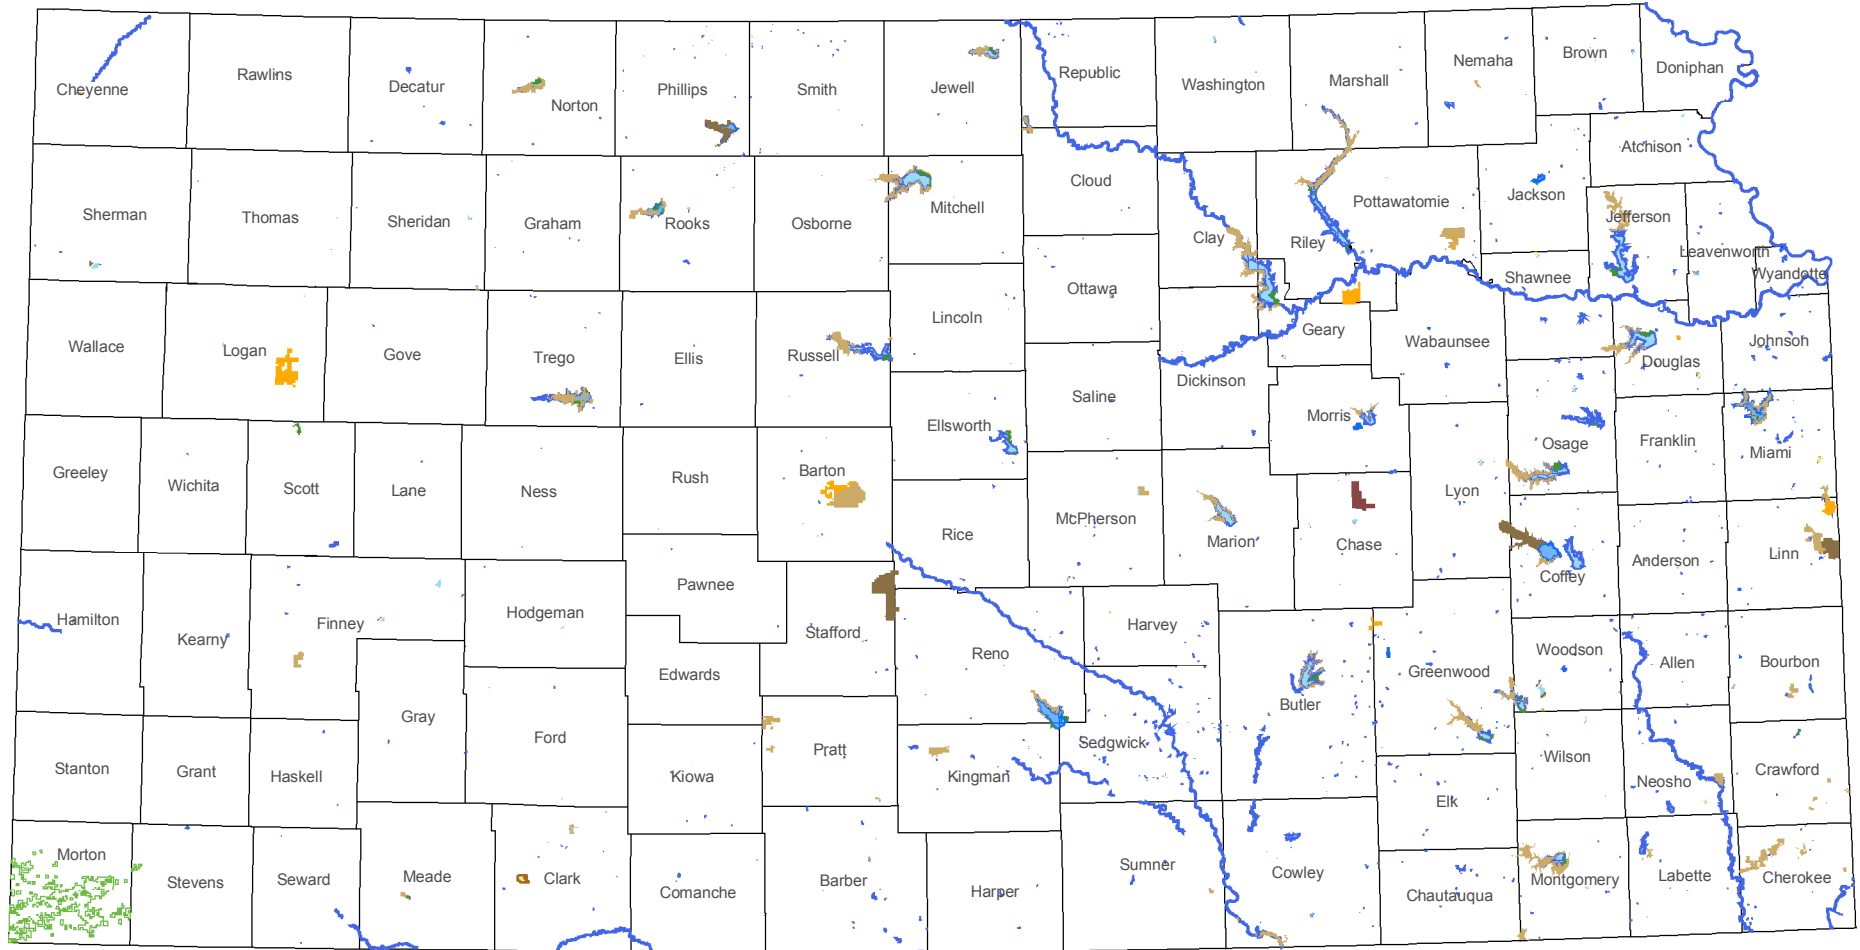 Cheyenne
Rawlins
Decatur
Norton
Phillips
Smith
Jewell
Republic
Washington
Marshall
Nemaha
Brown
Doniphan
Sherman
Thomas
Sheridan
Graham
Rooks
Osborne
Mitchell
Cloud
Clay
Riley
Pottawatomie
Jackson
Atchison
Jefferson
Leavenworth
Wyandotte
Wallace
Logan
Gove
Trego
Ellis
Russell
Lincoln
Ottawa
Saline
Dickinson
Geary
Wabaunsee
Shawnee
Douglas
Johnson
Greeley
Wichita
Scott
Lane
Ness
Rush
Barton
Ellsworth
Rice
McPherson
Marion
Morris
Chase
Lyon
Osage
Franklin
Miami
Hamilton
Kearny
Finney
Hodgeman
Pawnee
Stafford
Edwards
Reno
Harvey
Butler
Greenwood
Coffey
Anderson
Linn
Woodson
Allen
Bourbon
Stanton
Grant
Haskell
Gray
Ford
Kiowa
Pratt
Kingman
Sedgwick
Elk
Wilson
Neosho
Crawford
Morton
Stevens
Seward
Meade
Clark
Comanche
Barber
Harper
Sumner
Cowley
Chautauqua
Montgomery
Labette
Cherokee